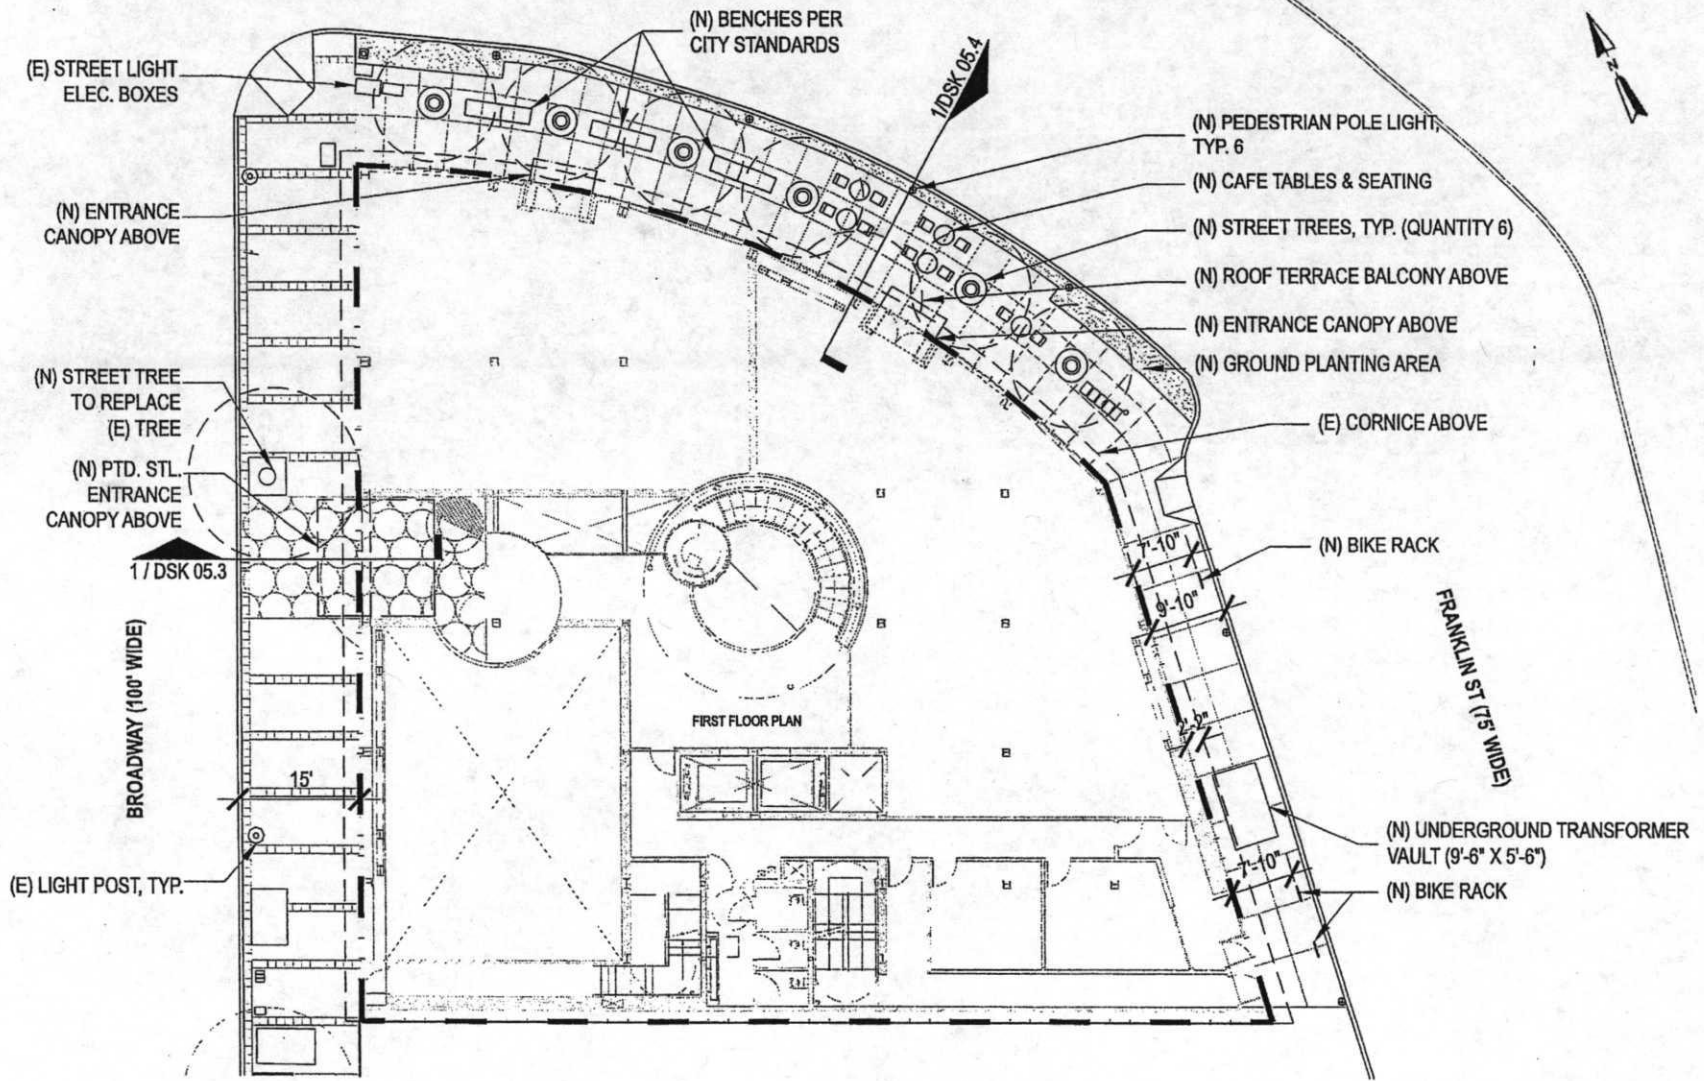 (N) BENCHES PER
CITY STANDARDS
(E) STREET LIGHT
ELEC. BOXES
1/DSK 05.4
N
(N) PEDESTRIAN POLE LIGHT,
TYP. 6
(N) CAFE TABLES & SEATING
(N) ENTRANCE
CANOPY ABOVE
(N) STREET TREES, TYP. (QUANTITY 6)
(N) ROOF TERRACE BALCONY ABOVE
(N) ENTRANCE CANOPY ABOVE
(N) GROUND PLANTING AREA
(N) STREET TREE
TO REPLACE
(E) TREE
(E) CORNICE ABOVE
(N) PTD. STL.
ENTRANCE
CANOPY ABOVE
1 / DSK 05.3
7'-10"
(N) BIKE RACK
9'-10"
BROADWAY (100' WIDE)
FRANKLIN ST (75' WIDE)
FIRST FLOOR PLAN
2'-2"
15'
(N) UNDERGROUND TRANSFORMER
VAULT (9'-6" X 5'-6")
7'-10"
(E) LIGHT POST, TYP.
(N) BIKE RACK